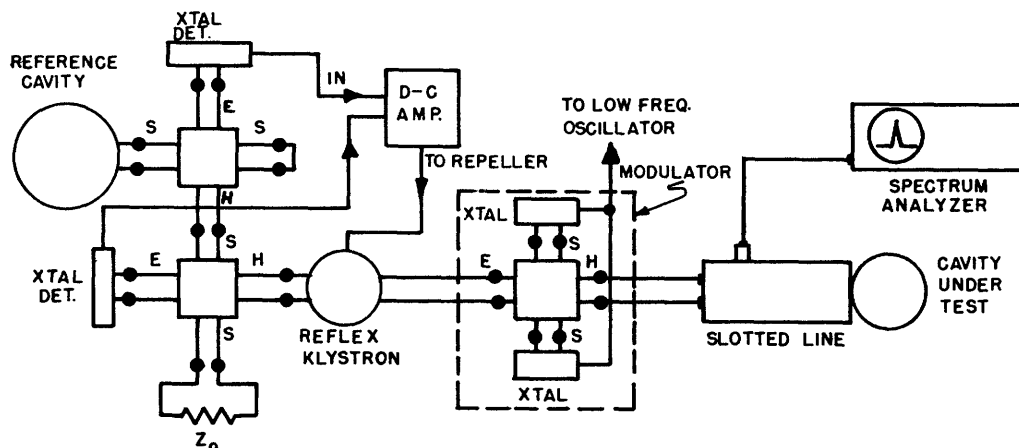 XTAL
DET.
REFERENCE
CAVITY
IN
D-C
AMP.
E
S
S
H
TO REPELLER
TO LOW FREQ.
OSCILLATOR
MODULATOR
SPECTRUM
ANALYZER
XTAL
S
S
E
H
E
H
XTAL
DET.
CAVITY
UNDER
TEST
S
S
REFLEX
KLYSTRON
SLOTTED LINE
XTAL
Z₀